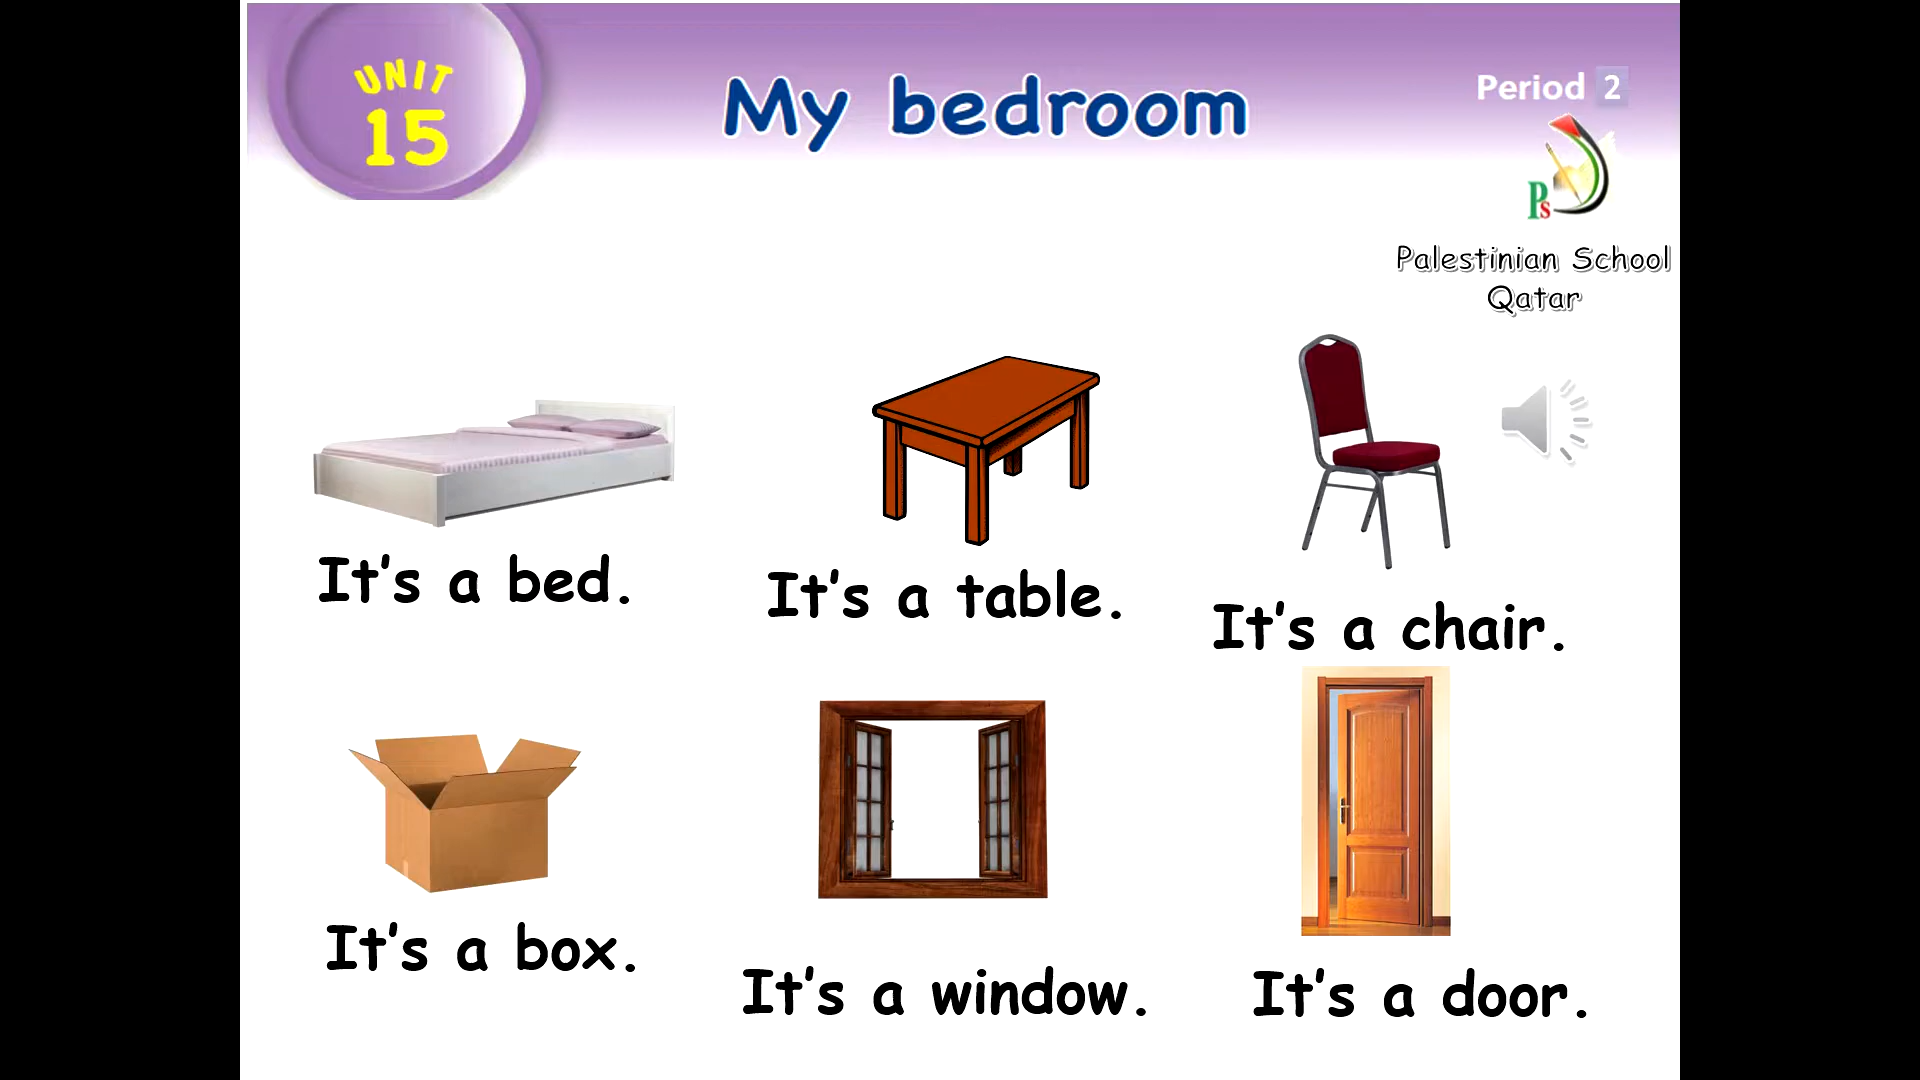 UNIT
15
My bedroom
Period 2
Ps
Palestinian School
Qatar
It's a bed.
It's a table.
It's a chair.
It's a box.
It's a window.
It's a door.